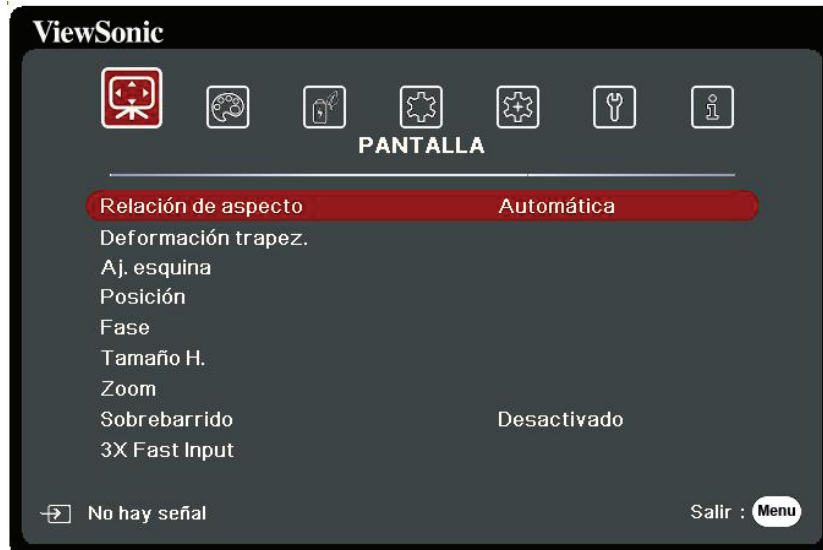 ViewSonic
PANTALLA
Relación de aspecto Automática
Deformación trapez.
Aj. esquina
Posición
Fase
Tamaño H.
Zoom
Sobrebarrido Desactivado
3X Fast Input
No hay señal Salir : Menu